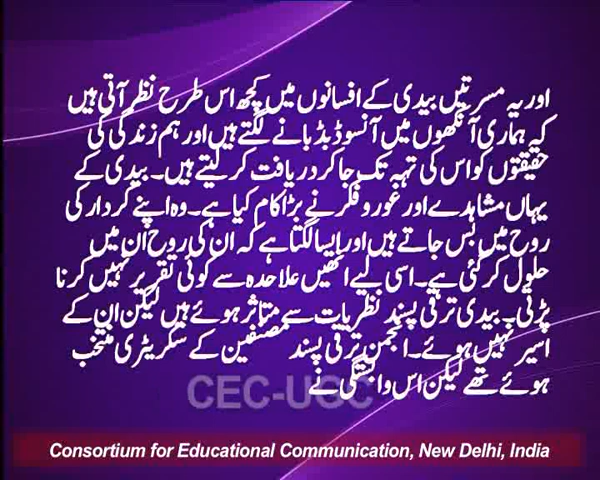 اور یہ مسرتیں بیدی کے افسانوں میں کچھ اس طرح نظر آتی ہیں
کہ ہماری آنکھوں میں آنسو ڈبڈبانے لگتے ہیں اور ہم زندگی کی
حقیقتوں کو اس کی تہہ تک جا کر دریافت کر لیتے ہیں۔ بیدی کے
یہاں مشاہدے اور غور و فکر نے بڑا کام کیا ہے۔ وہ اپنے کردار کی
روح میں بس جاتے ہیں اور ایسا لگتا ہے کہ ان کی روح ان میں
حلول کر گئی ہے۔ اسی لیے انھیں علاحدہ سے کوئی تقریر نہیں کرنا
پڑتی۔ بیدی ترقی پسند نظریات سے متاثر ہوئے ہیں لیکن ان کے
اسیر نہیں ہوئے۔ انجمن ترقی پسند مصنفین کے سکریٹری منتخب
ہوئے تھے لیکن اس وابستگی نے
CEC-UGC
Consortium for Educational Communication, New Delhi, India